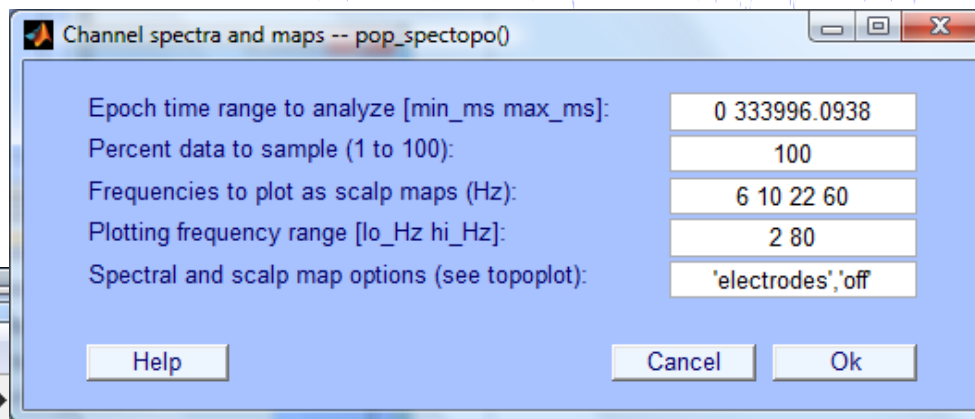 Channel spectra and maps -- pop_spectopo()
Epoch time range to analyze [min_ms max_ms]: 0 333996.0938
Percent data to sample (1 to 100): 100
Frequencies to plot as scalp maps (Hz): 6 10 22 60
Plotting frequency range [lo_Hz hi_Hz]: 2 80
Spectral and scalp map options (see topoplot): 'electrodes','off'
Help Cancel Ok